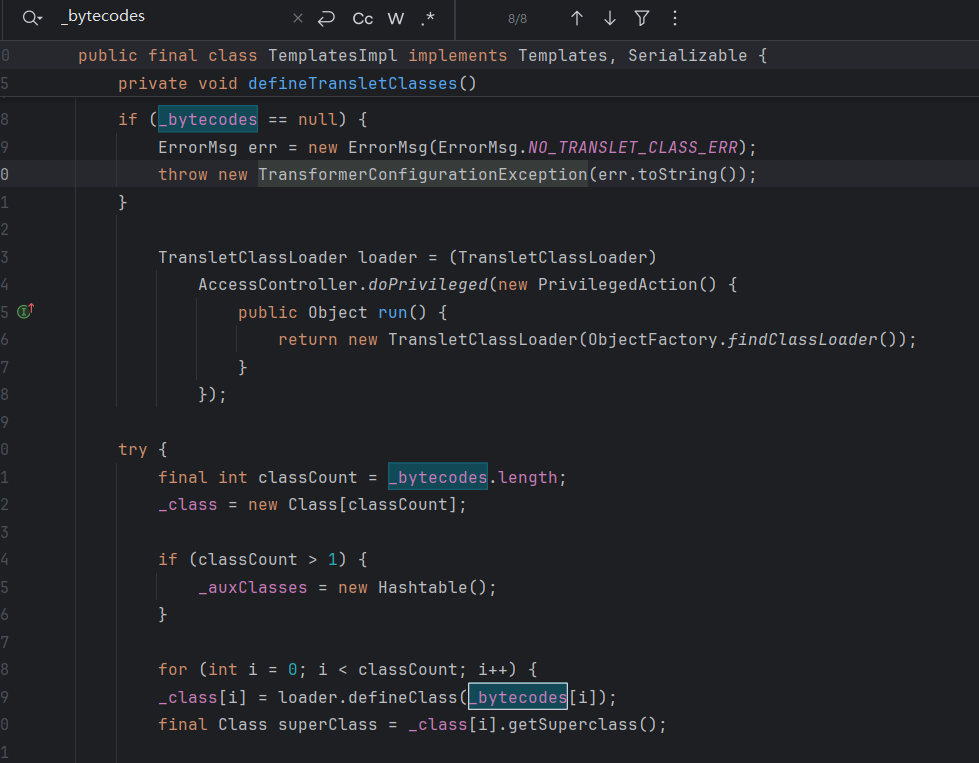 _bytecodes × Cc W .* 8/8
0 public final class TemplatesImpl implements Templates, Serializable {
5 private void defineTransletClasses()
8 if (_bytecodes == null) {
9 ErrorMsg err = new ErrorMsg(ErrorMsg.NO_TRANSLET_CLASS_ERR);
0 throw new TransformerConfigurationException(err.toString());
1 }
2
3 TransletClassLoader loader = (TransletClassLoader)
4 AccessController.doPrivileged(new PrivilegedAction() {
5 public Object run() {
6 return new TransletClassLoader(ObjectFactory.findClassLoader());
7 }
8 });
9
0 try {
1 final int classCount = _bytecodes.length;
2 _class = new Class[classCount];
3
4 if (classCount > 1) {
5 _auxClasses = new Hashtable();
6 }
7
8 for (int i = 0; i < classCount; i++) {
9 _class[i] = loader.defineClass(_bytecodes[i]);
0 final Class superClass = _class[i].getSuperclass();
1